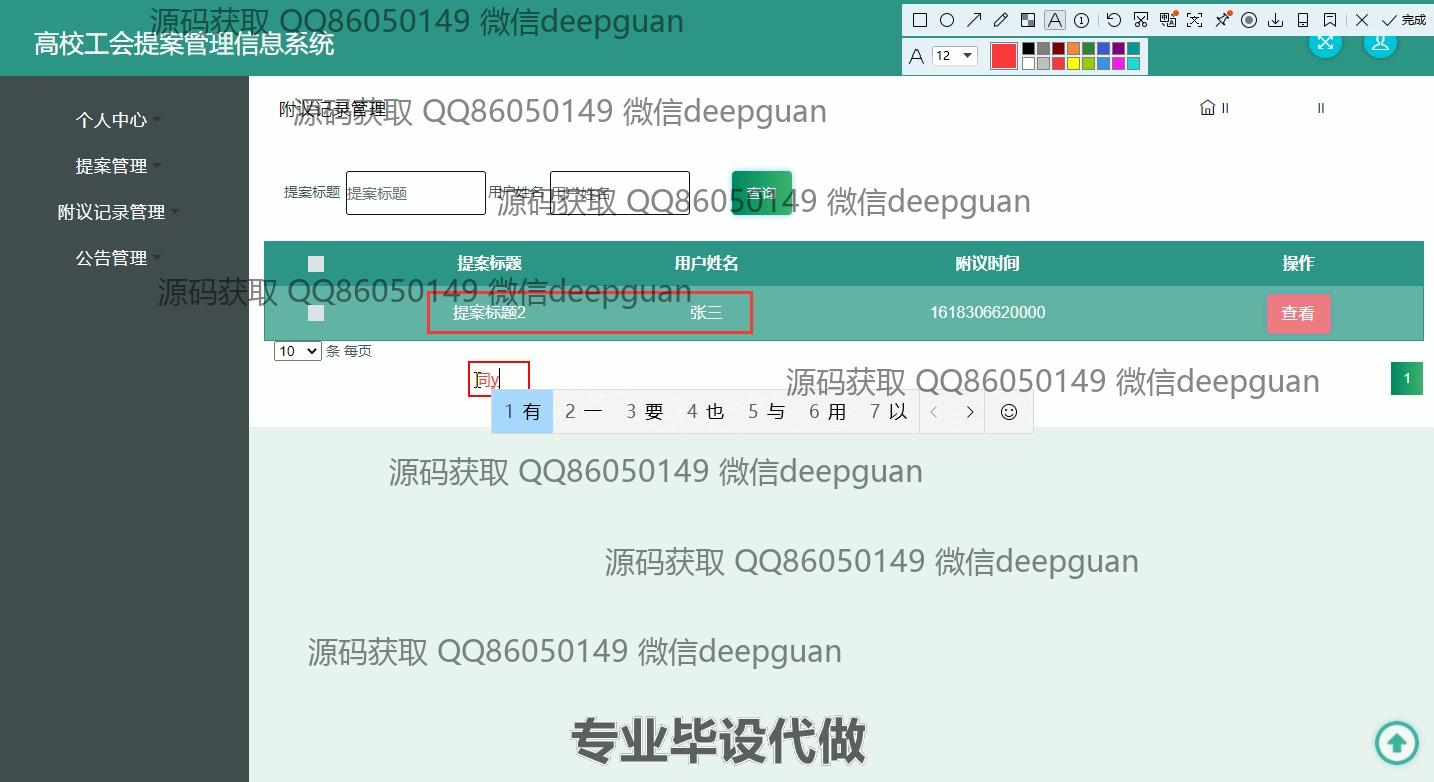 源码获取 QQ86050149 微信deepguan
高校工会提案管理信息系统
A 12 完成
个人中心
提案管理
附议记录管理
公告管理
附议记录管理
源码获取 QQ86050149 微信deepguan
提案标题 提案标题 用户姓名 用户姓名 查询
源码获取 QQ86050149 微信deepguan
提案标题 用户姓名 附议时间 操作
源码获取 QQ86050149 微信deepguan
提案标题2 张三 1618306620000 查看
10 条 每页
同y
源码获取 QQ86050149 微信deepguan
1
1 有 2 一 3 要 4 也 5 与 6 用 7 以
源码获取 QQ86050149 微信deepguan
源码获取 QQ86050149 微信deepguan
源码获取 QQ86050149 微信deepguan
专业毕设代做